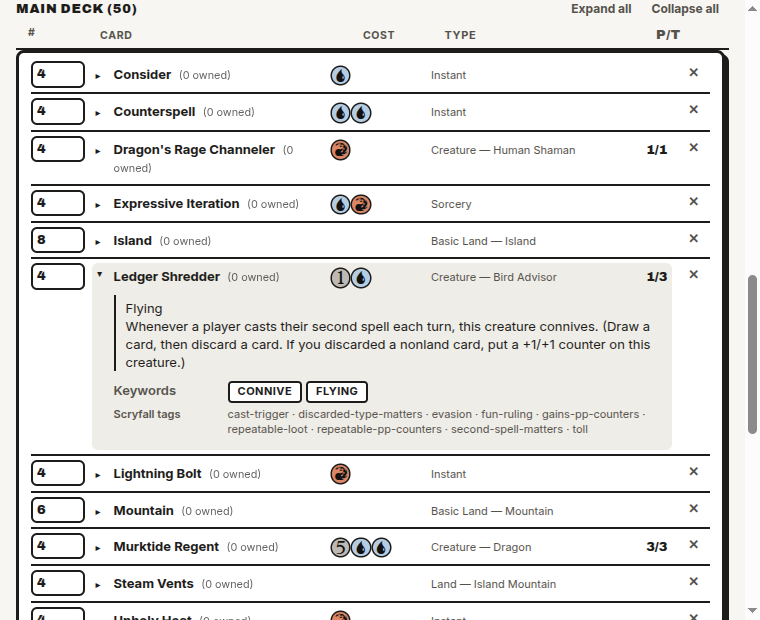 MAIN DECK (50)
Expand all Collapse all
# CARD COST TYPE P/T
4 ▸ Consider (0 owned) Instant ×
4 ▸ Counterspell (0 owned) Instant ×
4 ▸ Dragon's Rage Channeler (0 Creature — Human Shaman 1/1 ×
owned)
4 ▸ Expressive Iteration (0 owned) Sorcery ×
8 ▸ Island (0 owned) Basic Land — Island ×
4 ▾ Ledger Shredder (0 owned) 1 Creature — Bird Advisor 1/3 ×
Flying
Whenever a player casts their second spell each turn, this creature connives. (Draw a
card, then discard a card. If you discarded a nonland card, put a +1/+1 counter on this
creature.)
Keywords CONNIVE FLYING
Scryfall tags cast-trigger · discarded-type-matters · evasion · fun-ruling · gains-pp-counters ·
repeatable-loot · repeatable-pp-counters · second-spell-matters · toll
4 ▸ Lightning Bolt (0 owned) Instant ×
6 ▸ Mountain (0 owned) Basic Land — Mountain ×
4 ▸ Murktide Regent (0 owned) 5 Creature — Dragon 3/3 ×
4 ▸ Steam Vents (0 owned) Land — Island Mountain ×
4 ▸ Unholy Heat (0 owned) Instant ×